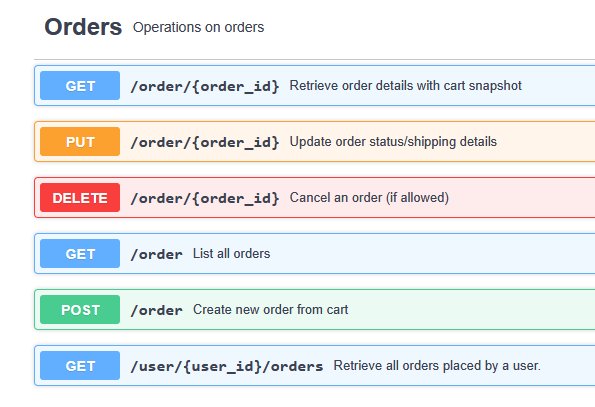 Orders Operations on orders
GET /order/{order_id} Retrieve order details with cart snapshot
PUT /order/{order_id} Update order status/shipping details
DELETE /order/{order_id} Cancel an order (if allowed)
GET /order List all orders
POST /order Create new order from cart
GET /user/{user_id}/orders Retrieve all orders placed by a user.